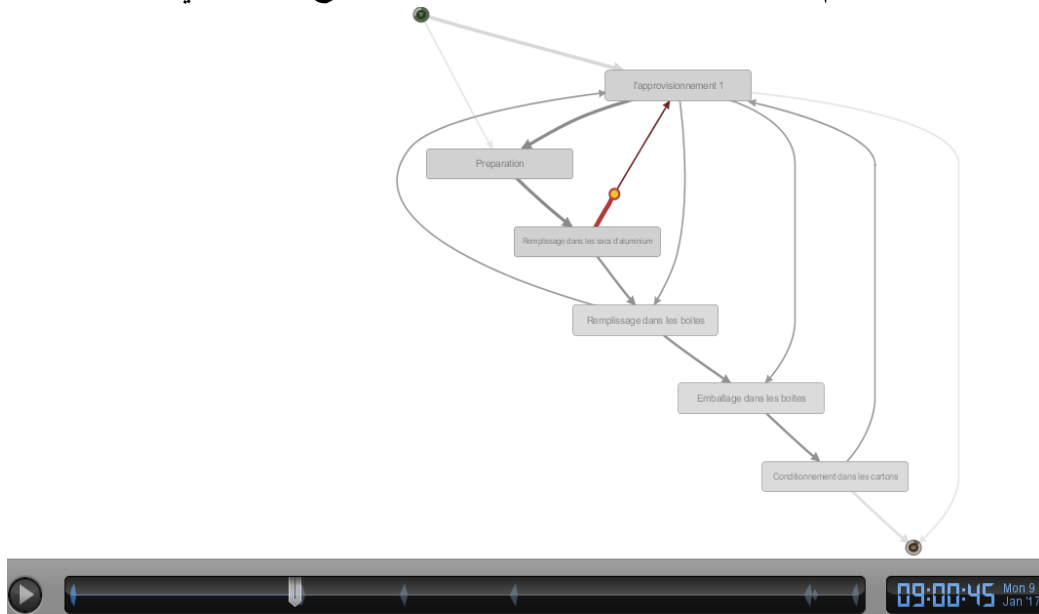 l'approvisionnement 1
Preparation
Remplissage dans les sacs d'aluminium
Remplissage dans les boites
Emballage dans les boites
Conditionnement dans les cartons
09:00:45
Mon 9
Jan '17